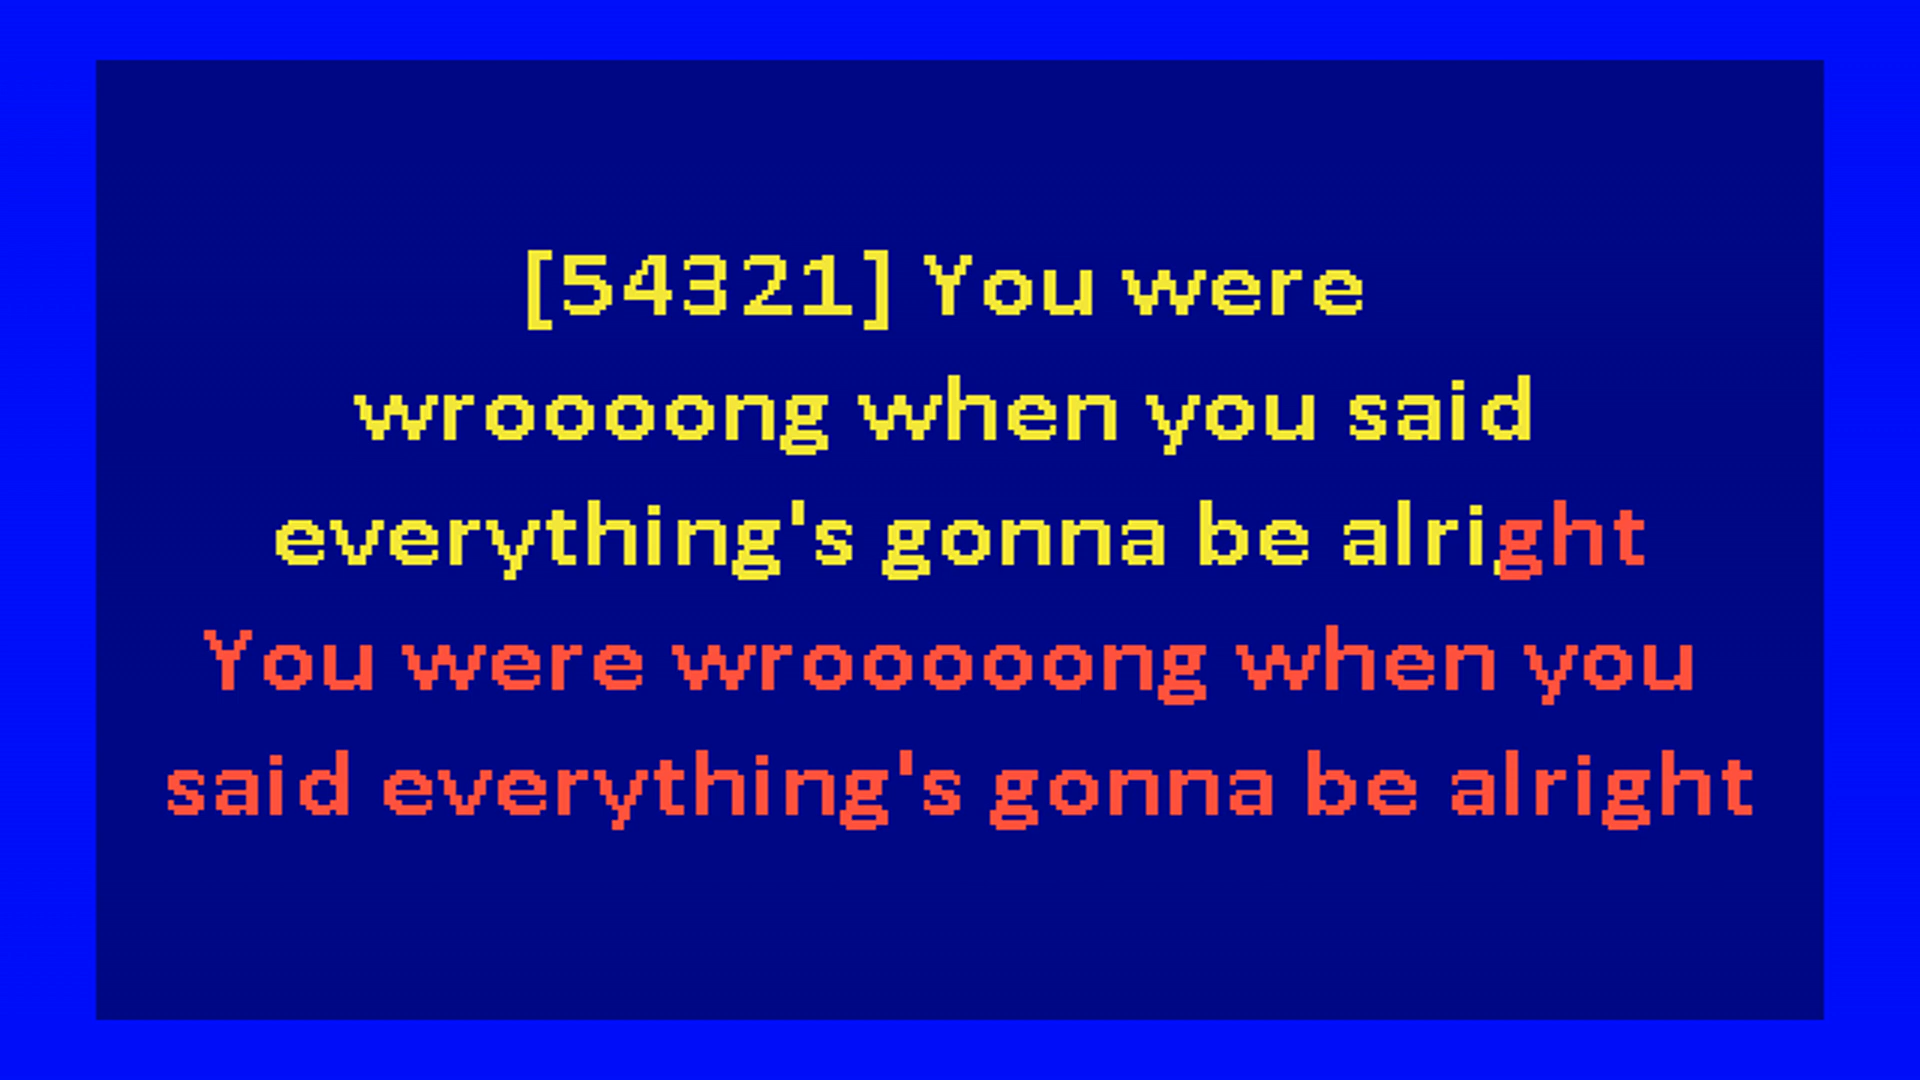 [54321] You were
wroooong when you said
everything's gonna be alright
You were wrooooong when you
said everything's gonna be alright